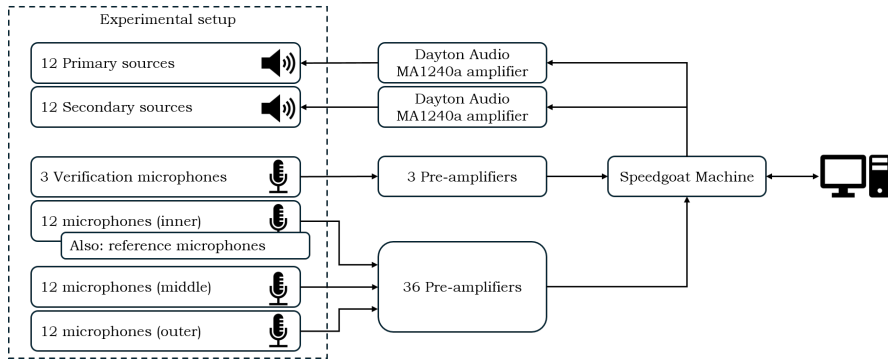 Experimental setup
12 Primary sources
Dayton Audio
MA1240a amplifier
12 Secondary sources
Dayton Audio
MA1240a amplifier
3 Verification microphones
3 Pre-amplifiers
Speedgoat Machine
12 microphones (inner)
Also: reference microphones
12 microphones (middle)
36 Pre-amplifiers
12 microphones (outer)